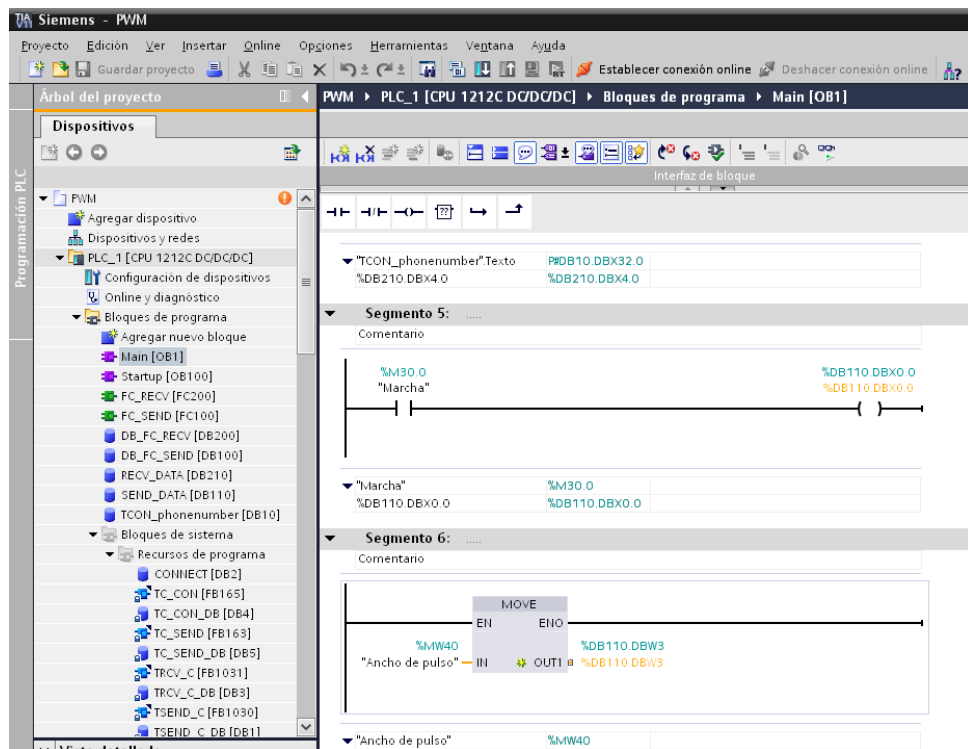 Siemens - PWM
Proyecto Edición Ver Insertar Online Opciones Herramientas Ventana Ayuda
Guardar proyecto Establecer conexión online Deshacer conexión online
Árbol del proyecto
PWM PLC_1 [CPU 1212C DC/DC/DC] Bloques de programa Main [OB1]
Dispositivos
Programación PLC
PWM
Agregar dispositivo
Dispositivos y redes
PLC_1 [CPU 1212C DC/DC/DC]
Configuración de dispositivos
Online y diagnóstico
Bloques de programa
Agregar nuevo bloque
Main [OB1]
Startup [OB100]
FC_RECV [FC200]
FC_SEND [FC100]
DB_FC_RECV [DB200]
DB_FC_SEND [DB100]
RECV_DATA [DB210]
SEND_DATA [DB110]
TCON_phonenumber [DB10]
Bloques de sistema
Recursos de programa
CONNECT [DB2]
TC_CON [FB165]
TC_CON_DB [DB4]
TC_SEND [FB163]
TC_SEND_DB [DB5]
TRCV_C [FB1031]
TRCV_C_DB [DB3]
TSEND_C [FB1030]
TSEND_C_DB [DB1]
Interfaz de bloque
??
"TCON_phonenumber".Texto P#DB10.DBX32.0
%DB210.DBX4.0 %DB210.DBX4.0
Segmento 5: .....
Comentario
%M30.0 %DB110.DBX0.0
"Marcha" %DB110.DBX0.0
"Marcha" %M30.0
%DB110.DBX0.0 %DB110.DBX0.0
Segmento 6: .....
Comentario
MOVE
EN ENO
%MW40 %DB110.DBW3
"Ancho de pulso" IN OUT1 %DB110.DBW3
"Ancho de pulso" %MW40